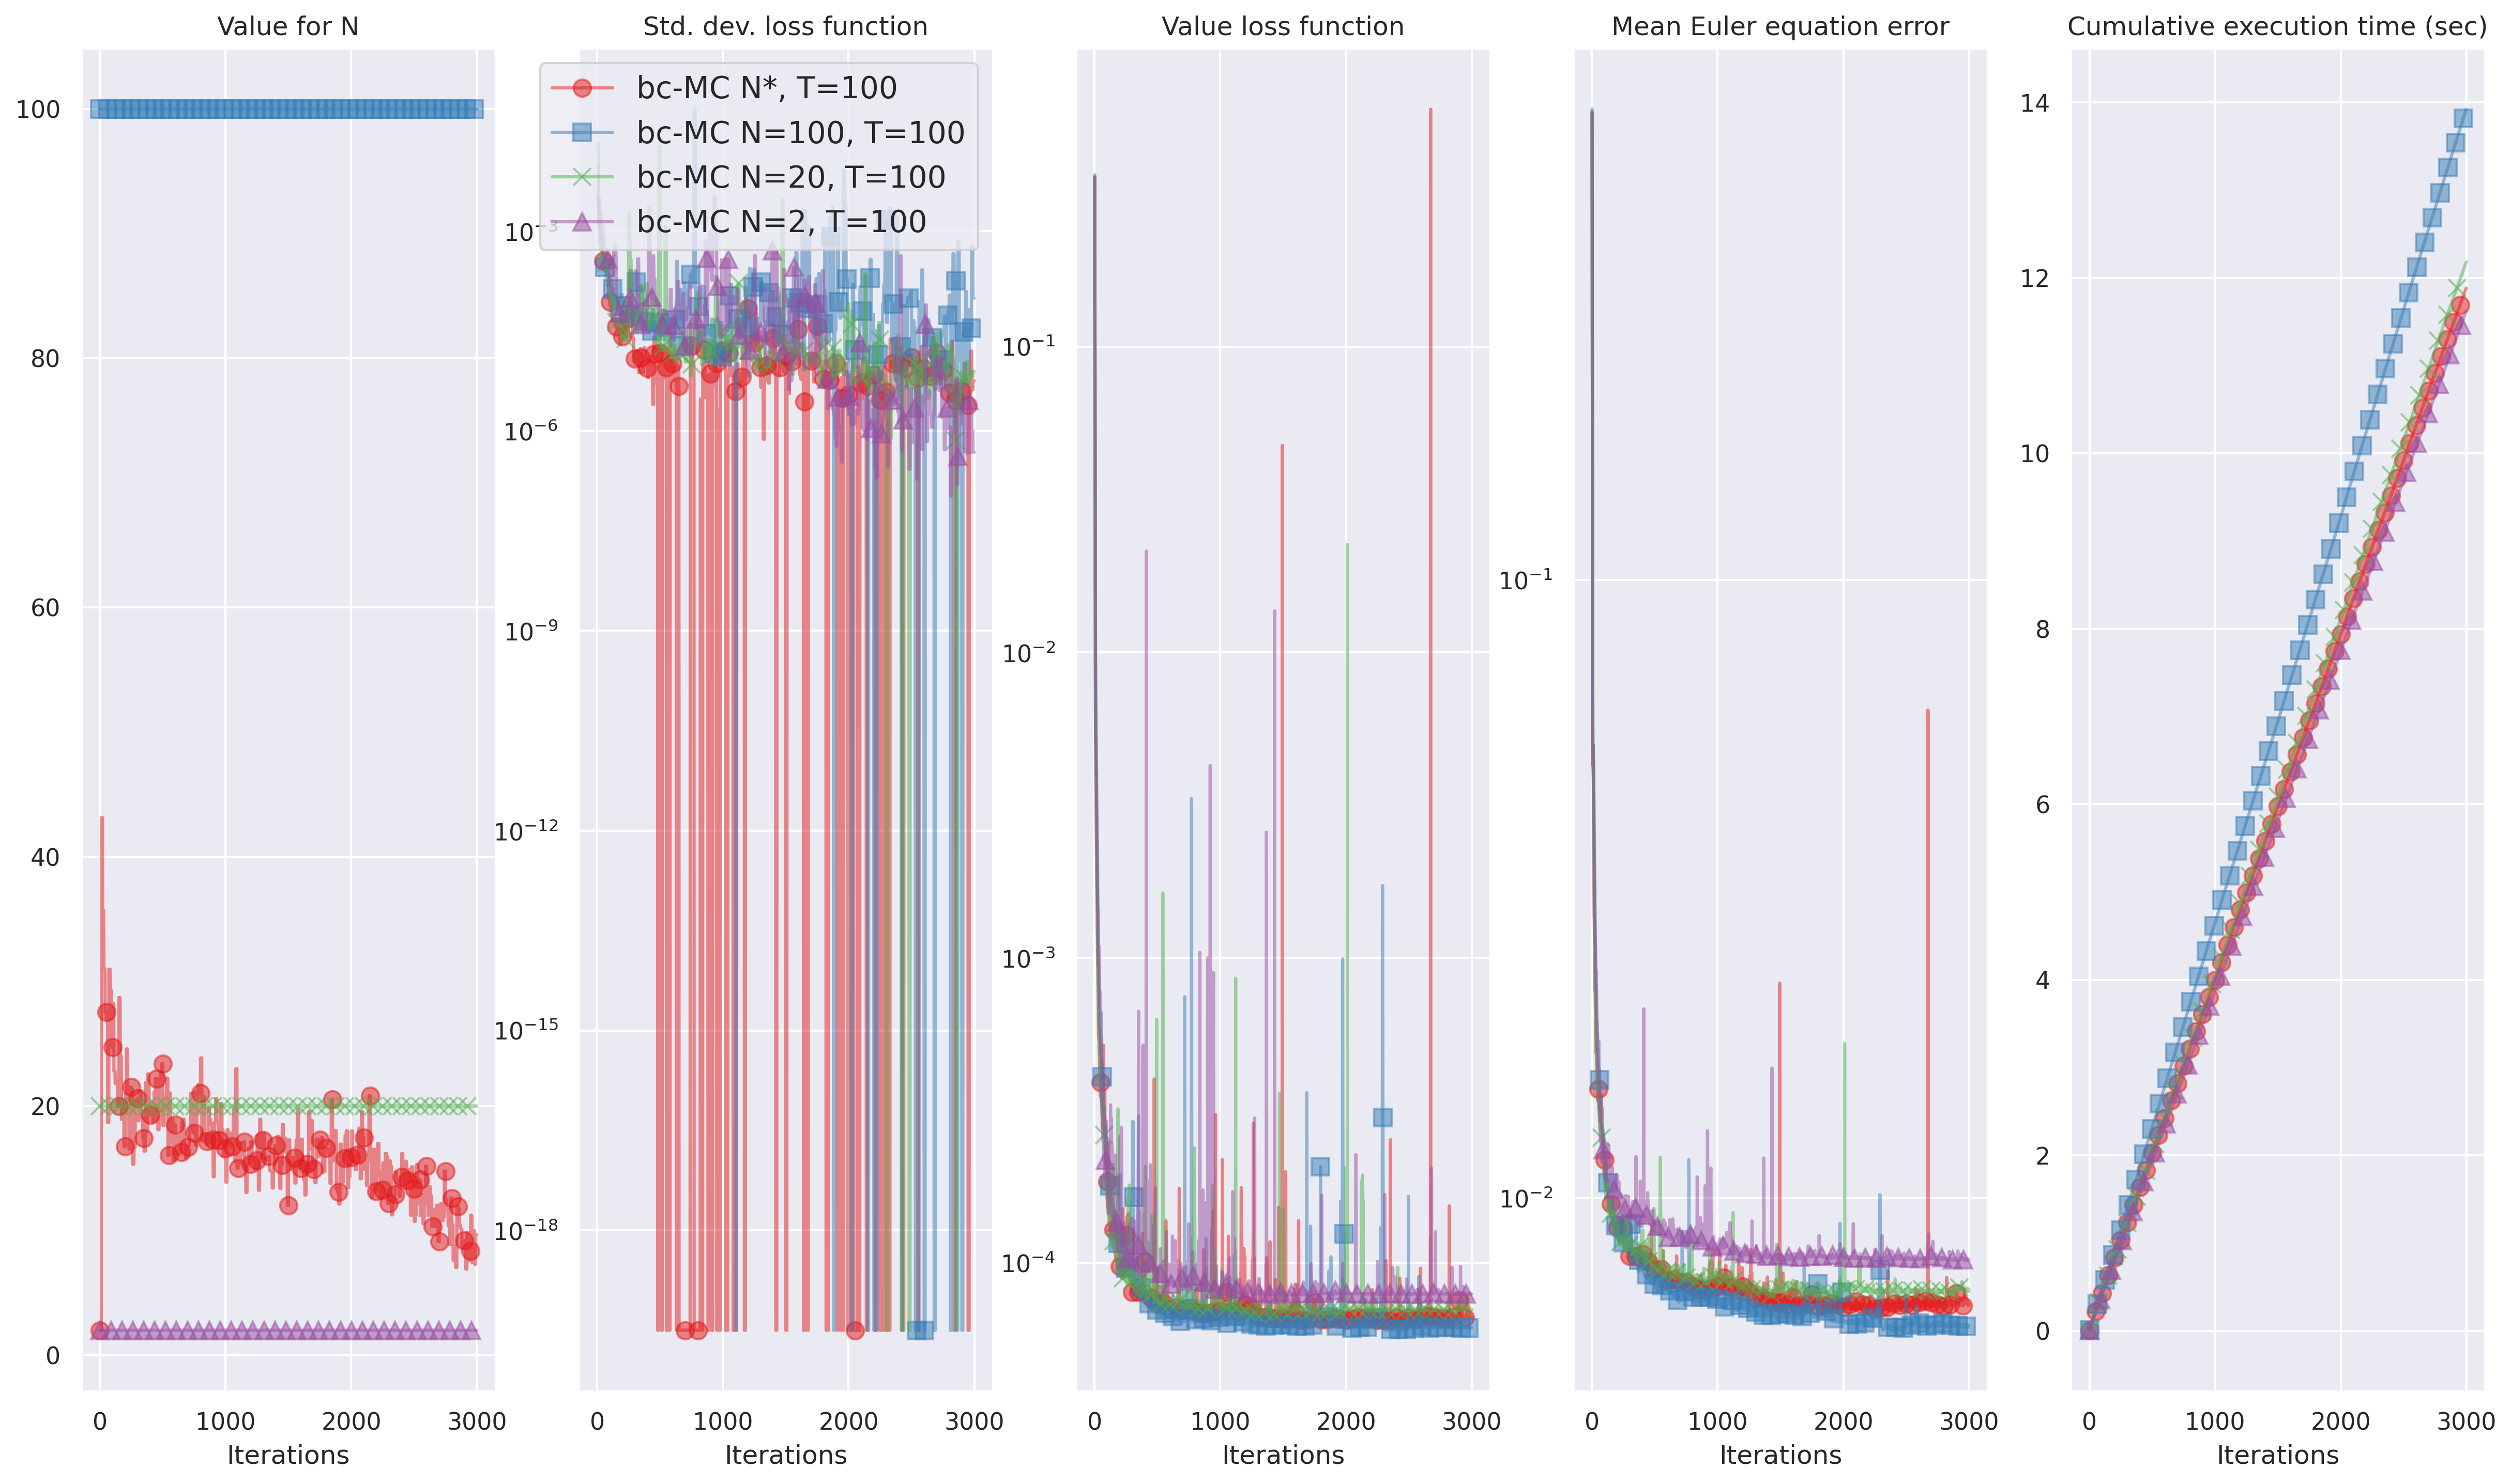 Value for N
100
80
60
40
20
0
0 1000 2000 3000
Iterations
Std. dev. loss function
bc-MC N*, T=100
bc-MC N=100, T=100
bc-MC N=20, T=100
bc-MC N=2, T=100
10⁻³
10⁻⁶
10⁻⁹
10⁻¹²
10⁻¹⁵
10⁻¹⁸
0 1000 2000 3000
Iterations
Value loss function
10⁻¹
10⁻²
10⁻³
10⁻⁴
0 1000 2000 3000
Iterations
Mean Euler equation error
10⁻¹
10⁻²
0 1000 2000 3000
Iterations
Cumulative execution time (sec)
14
12
10
8
6
4
2
0
0 1000 2000 3000
Iterations